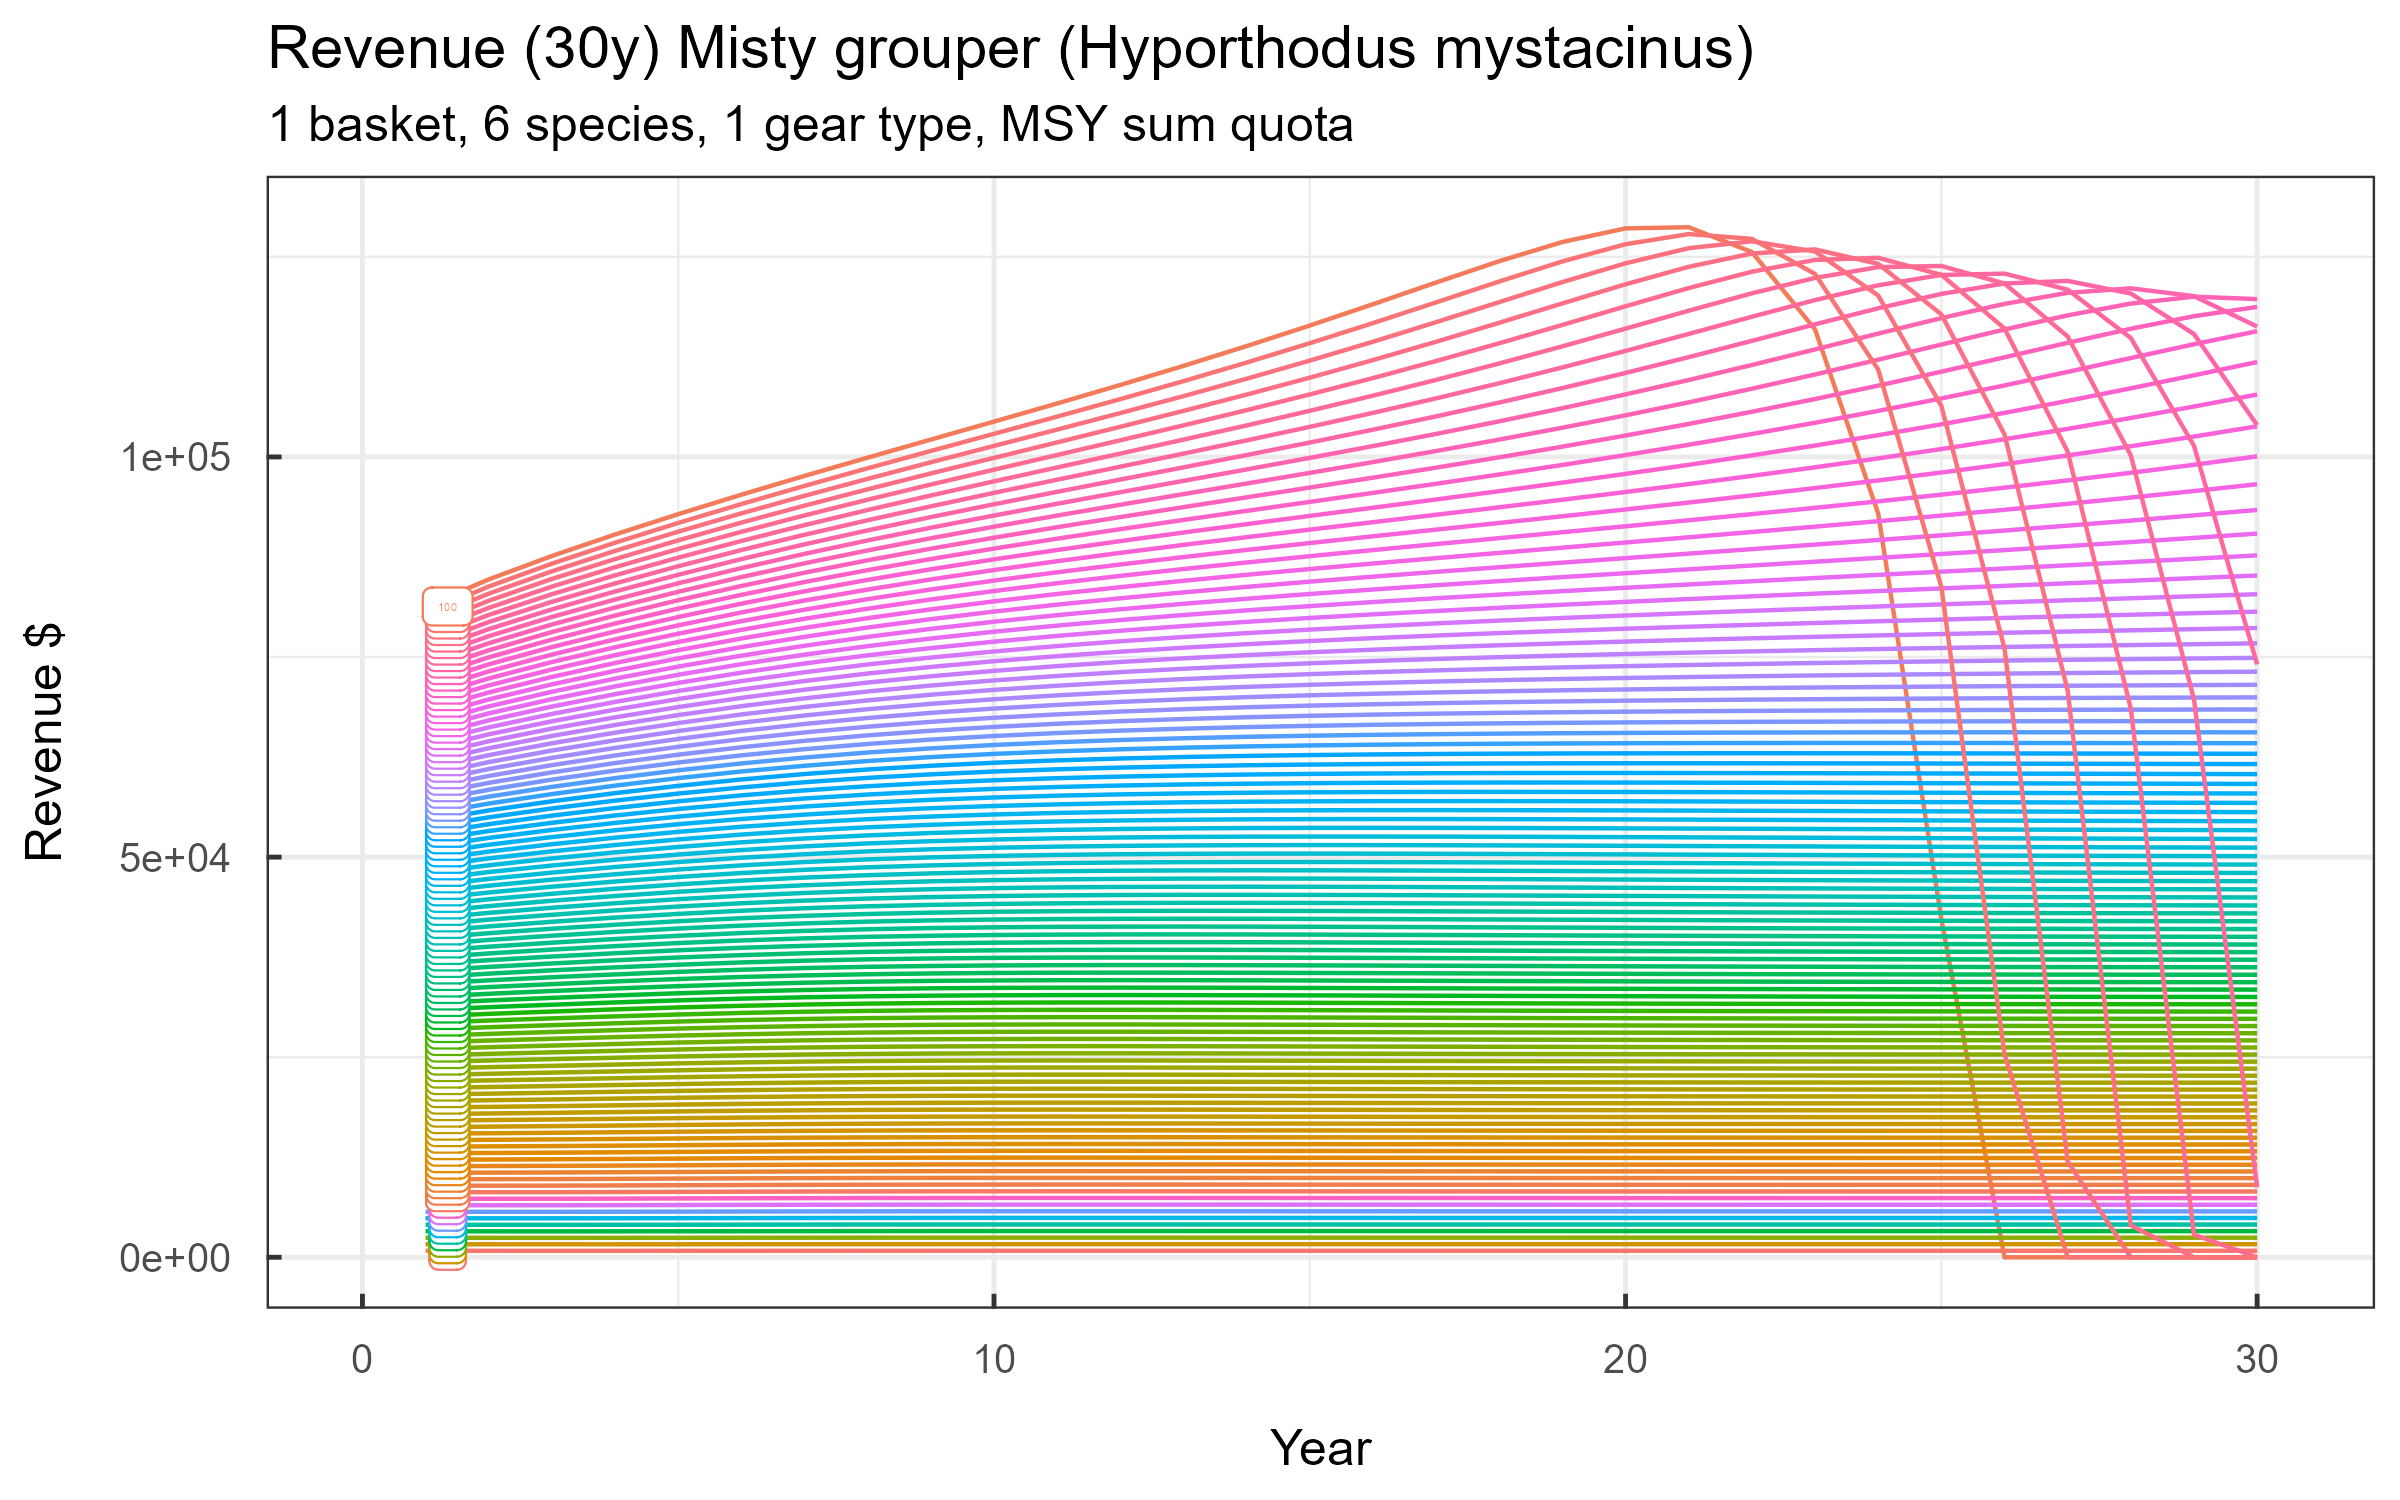 Revenue (30y) Misty grouper (Hyporthodus mystacinus)
1 basket, 6 species, 1 gear type, MSY sum quota
Revenue $
1e+05
5e+04
0e+00
100
0
10
20
30
Year